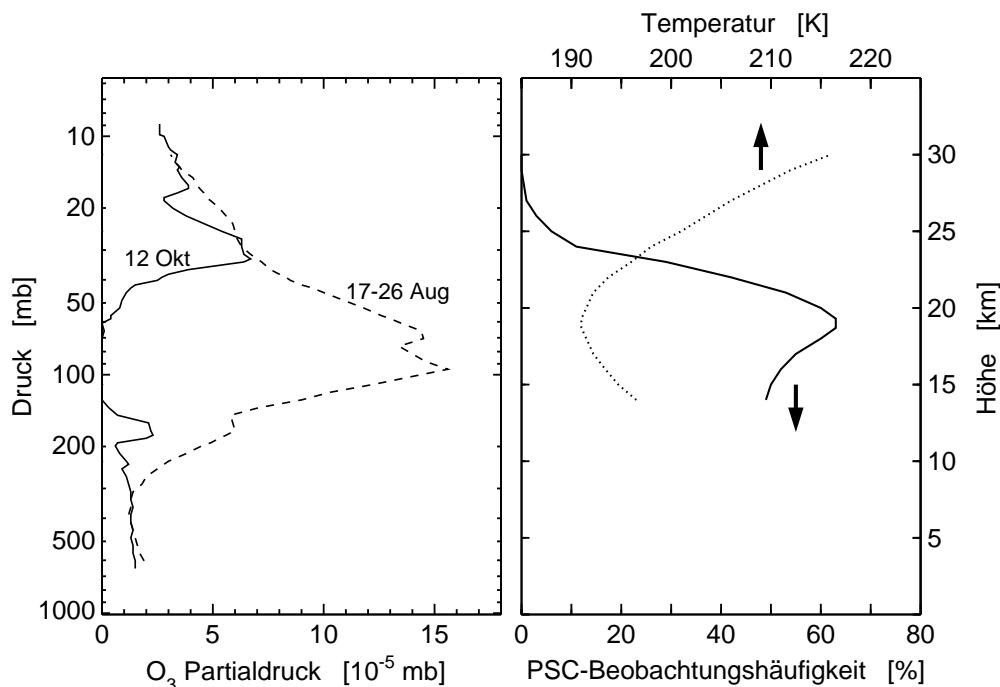 Temperatur [K]
190 200 210 220
10
20
50
100
200
500
1000
Druck [mb]
12 Okt
17-26 Aug
0 5 10 15
O3 Partialdruck [10-5 mb]
30
25
20
15
10
5
Höhe [km]
0 20 40 60 80
PSC-Beobachtungshäufigkeit [%]